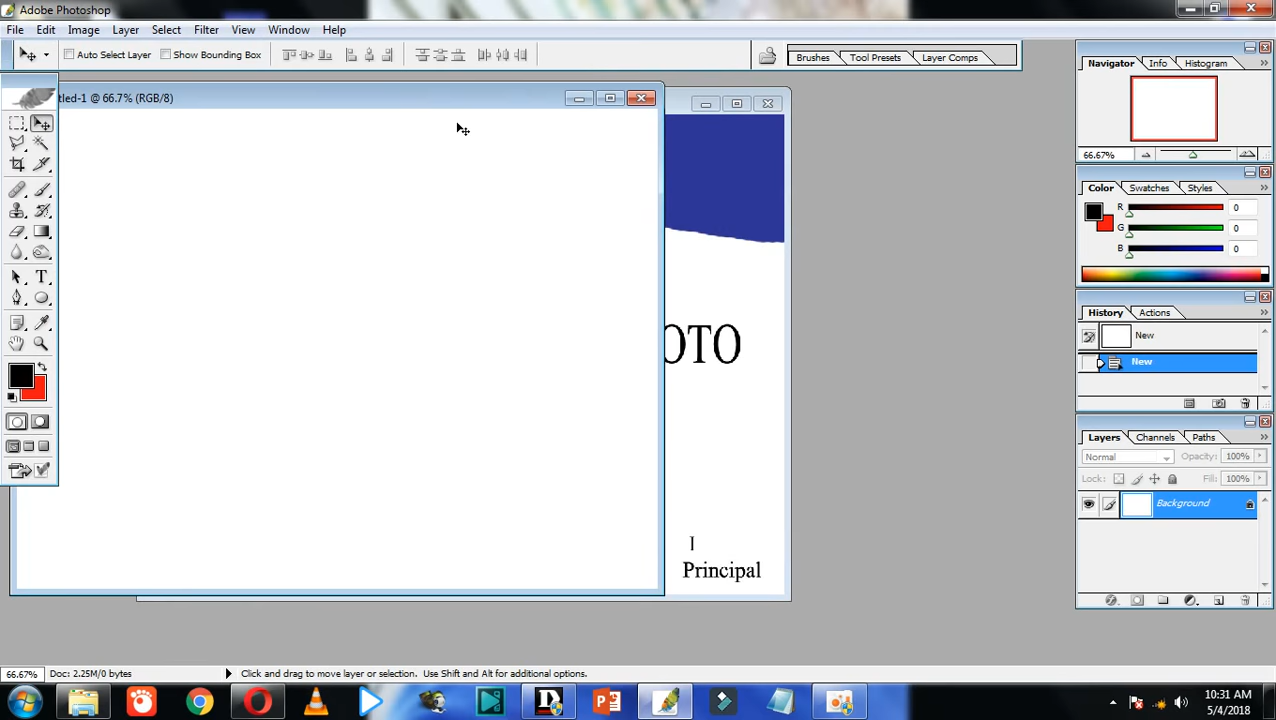 Adobe Photoshop
File Edit Image Layer Select Filter View Window Help
Auto Select Layer Show Bounding Box
Brushes Tool Presets Layer Comps
tled-1 @ 66.7% (RGB/8)
OTO
I
Principal
Navigator Info Histogram
66.67%
Color Swatches Styles
R 0
G 0
B 0
History Actions
New
New
Layers Channels Paths
Normal Opacity: 100%
Lock: Fill: 100%
Background
T
66.67% Doc: 2.25M/0 bytes Click and drag to move layer or selection. Use Shift and Alt for additional options.
10:31 AM
5/4/2018